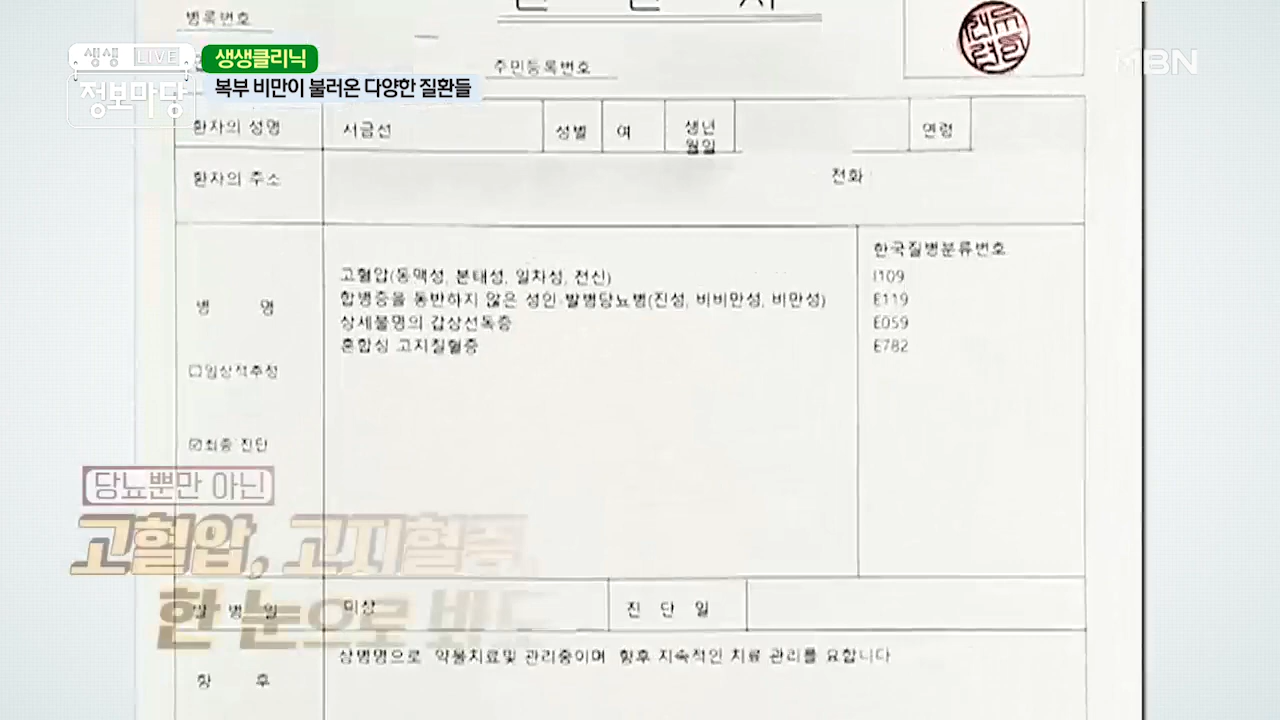 병록번호
생생 LIVE
정보마당
생생클리닉
복부 비만이 불러온 다양한 질환들
MBN
주민등록번호
환자의 성명 서금선 성별 여 생년월일 연령
환자의 주소 전화
한국질병분류번호
고혈압(동맥성, 본태성, 일차성, 전신) I109
합병증을 동반하지 않은 성인 발병당뇨병(진성, 비비만성, 비만성) E119
병 명
상세불명의 갑상선독증 E059
혼합성 고지질혈증 E782
☐임상적추정
☑최종 진단
당뇨뿐만 아닌
고혈압, 고지혈증,
한 눈으로
발 병 일 미상 진 단 일
상병명으로 약물치료및 관리중이며 향후 지속적인 치료 관리를 요합니다
향 후